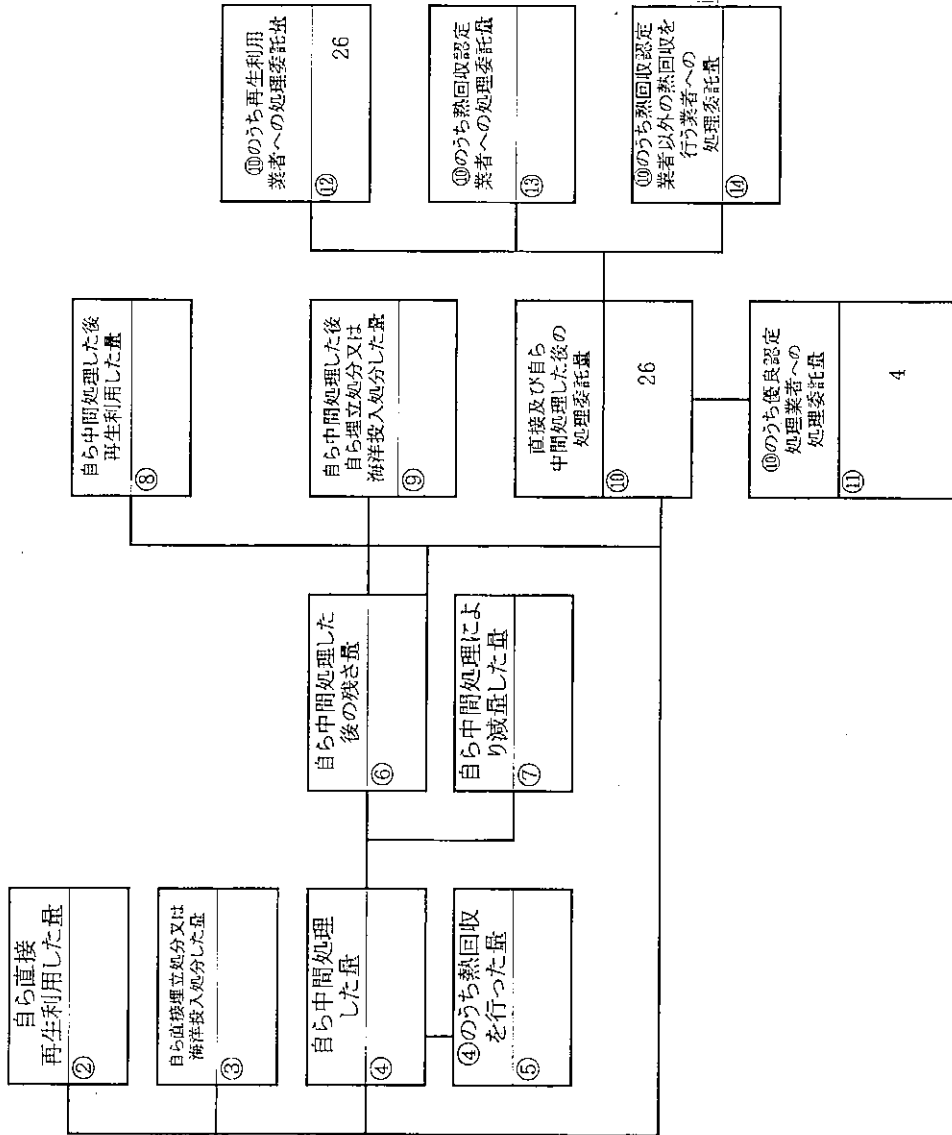 自ら直接
再生利用した量
②
自ら直接埋立処分又は
海洋投入処分した量
③
自ら中間処理
した量
④
④のうち熱回収
を行った量
⑤
自ら中間処理した
後の残さ量
⑥
自ら中間処理によ
り減量した量
⑦
自ら中間処理した後
再生利用した量
⑧
自ら中間処理した後
自ら埋立処分又は
海洋投入処分した量
⑨
直接及び自ら
中間処理した後の
処理委託量
⑩
26
⑩のうち優良認定
処理業者への
処理委託量
⑪
4
⑩のうち再生利用
業者への処理委託量
⑫
26
⑩のうち熱回収認定
業者への処理委託量
⑬
⑩のうち熱回収認定
業者以外の熱回収を
行う業者への
処理委託量
⑭